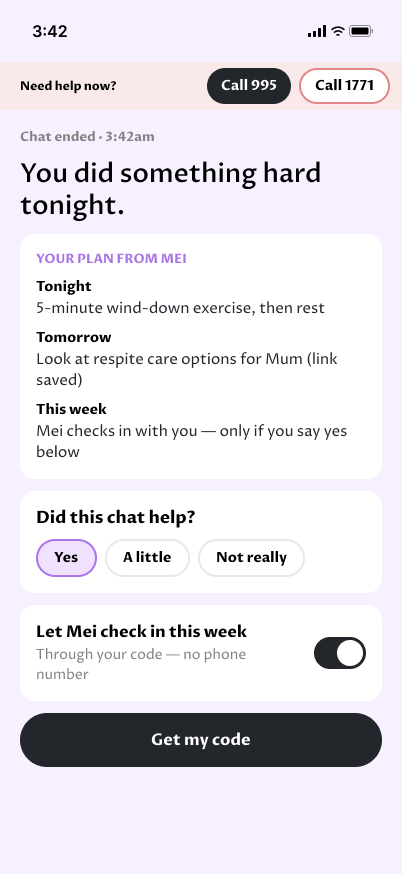 3:42
Need help now?
Call 995
Call 1771
Chat ended · 3:42am
You did something hard
tonight.
YOUR PLAN FROM MEI
Tonight
5-minute wind-down exercise, then rest
Tomorrow
Look at respite care options for Mum (link
saved)
This week
Mei checks in with you — only if you say yes
below
Did this chat help?
Yes
A little
Not really
Let Mei check in this week
Through your code — no phone
number
Get my code